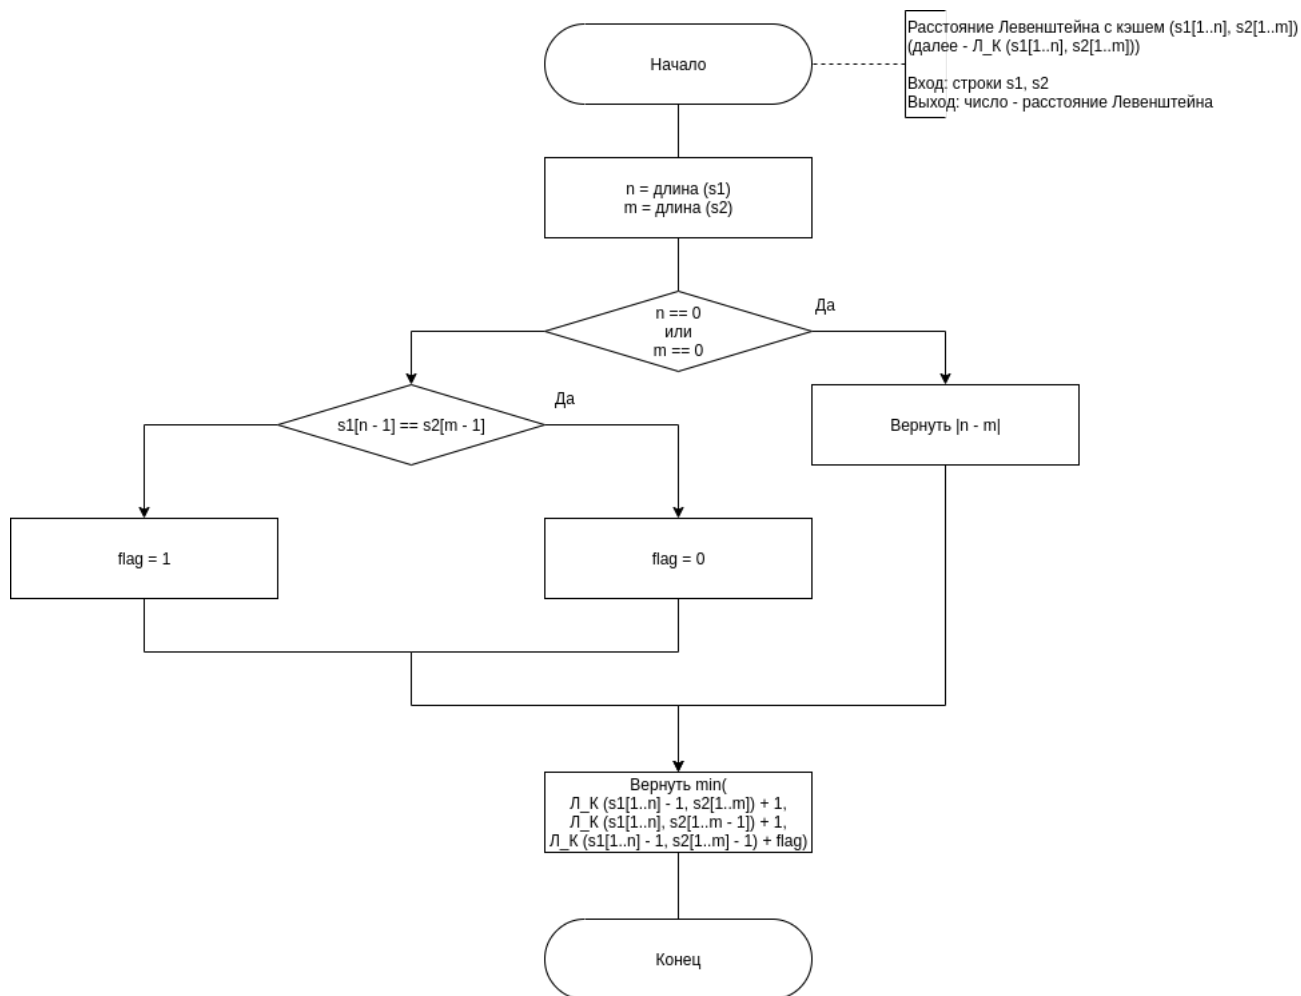 Начало
Расстояние Левенштейна с кэшем (s1[1..n], s2[1..m])
(далее - Л_К (s1[1..n], s2[1..m]))
Вход: строки s1, s2
Выход: число - расстояние Левенштейна
n = длина (s1)
m = длина (s2)
n == 0
или
m == 0
Да
s1[n - 1] == s2[m - 1]
Да
Вернуть |n - m|
flag = 1
flag = 0
Вернуть min(
Л_К (s1[1..n] - 1, s2[1..m]) + 1,
Л_К (s1[1..n], s2[1..m - 1]) + 1,
Л_К (s1[1..n] - 1, s2[1..m] - 1) + flag)
Конец